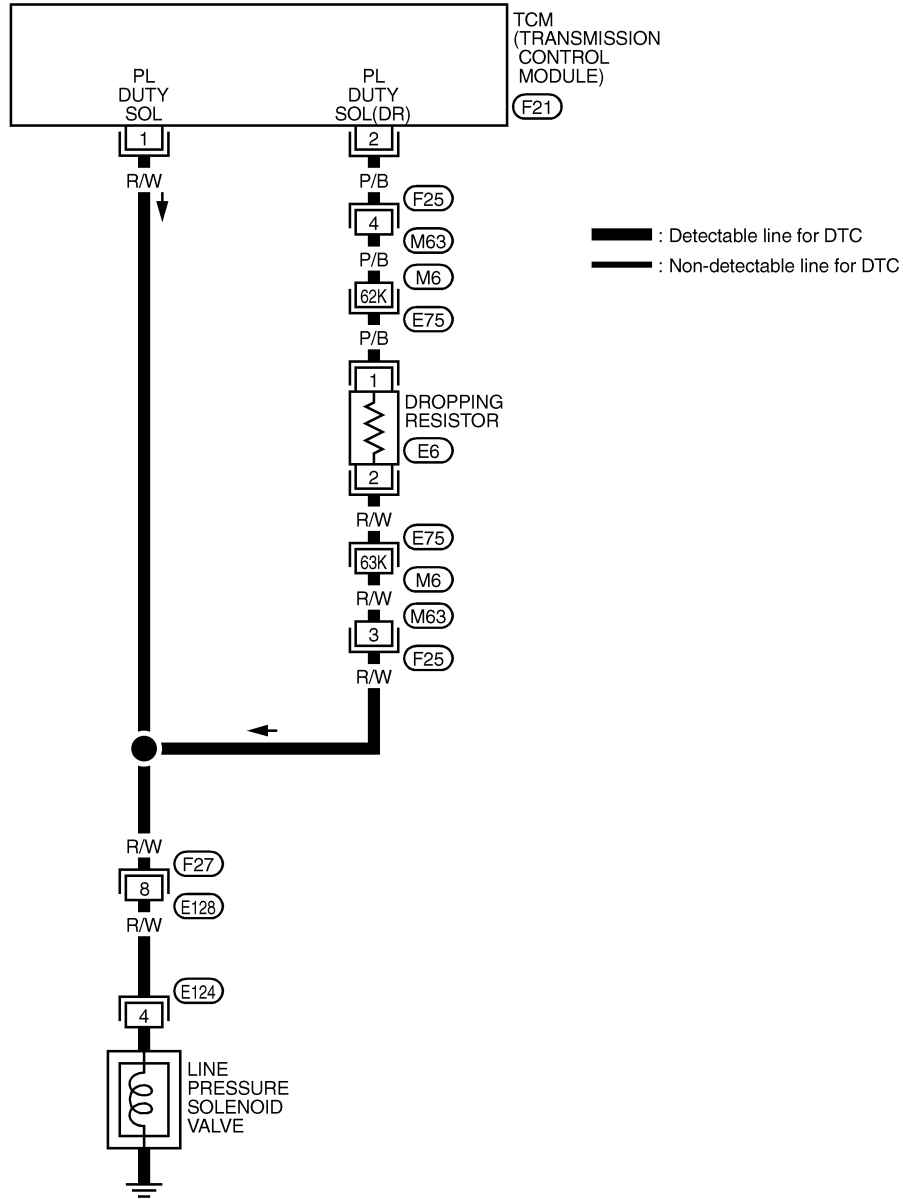 TCM
(TRANSMISSION
CONTROL
MODULE)
F21
PL
DUTY
SOL
PL
DUTY
SOL(DR)
1
2
R/W
P/B
F25
4
M63
P/B
M6
62K
E75
P/B
: Detectable line for DTC
: Non-detectable line for DTC
1
DROPPING
RESISTOR
E6
2
R/W
E75
63K
M6
R/W
M63
3
F25
R/W
R/W
F27
8
E128
R/W
E124
4
LINE
PRESSURE
SOLENOID
VALVE